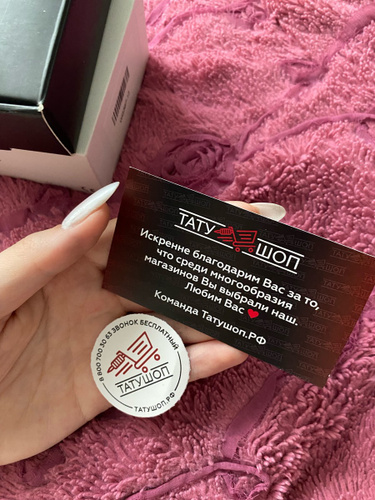 ТАТУ
ШОП
Искренне благодарим Вас за то,
что среди многообразия
магазинов Вы выбрали наш.
Любим Вас ❤
Команда Татушоп.РФ
8 800 700 30 63 ЗВОНОК БЕСПЛАТНЫЙ
ТАТУШОП
ТАТУШОП.РФ